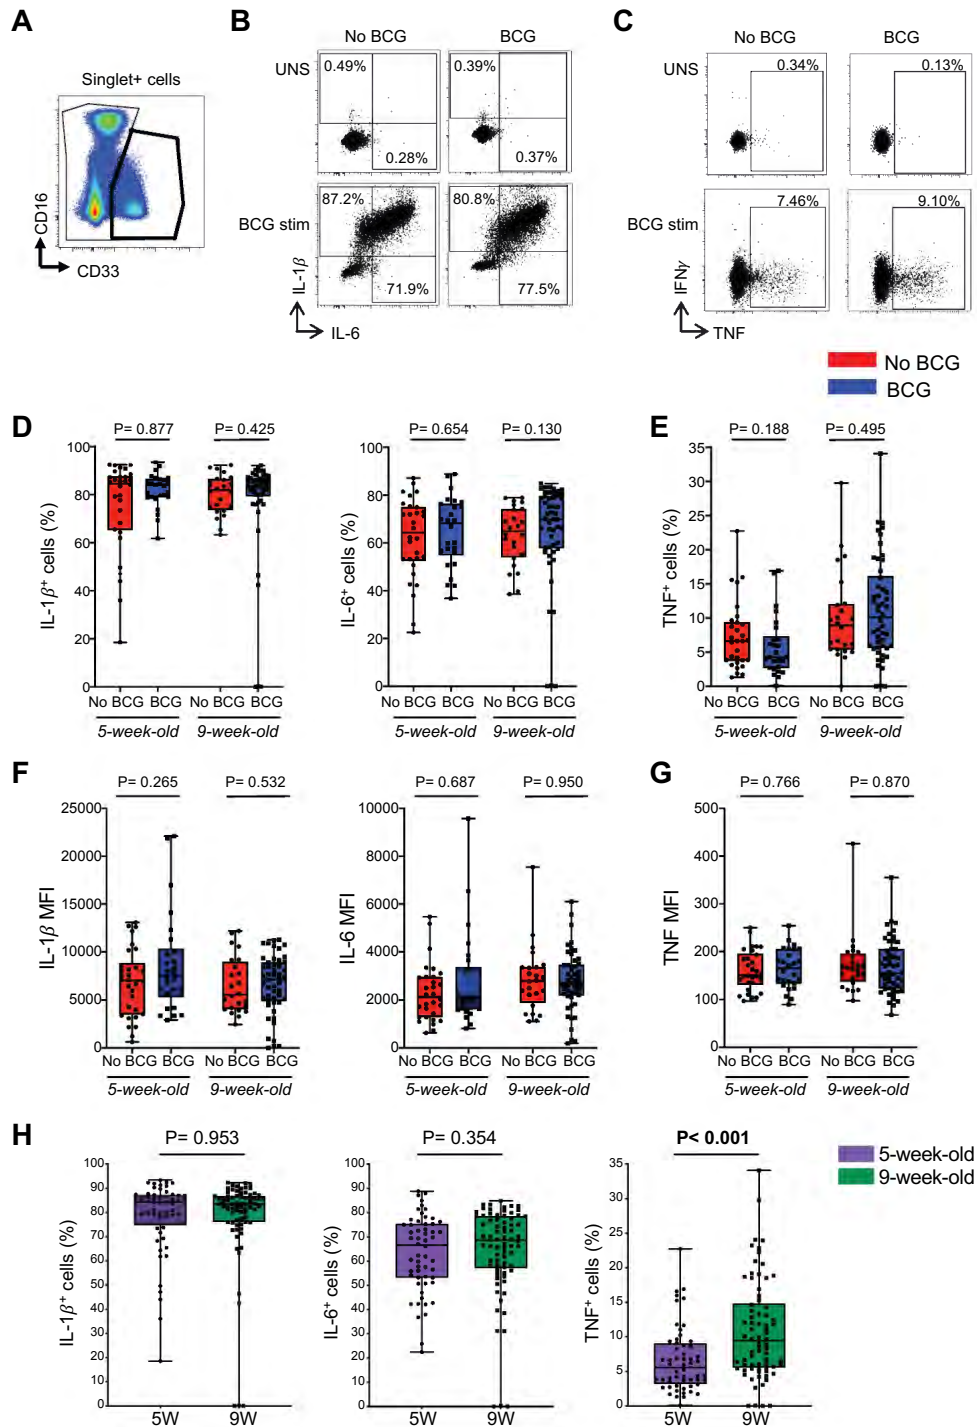 A
Singlet+ cells
CD16
CD33
B
No BCG
BCG
UNS
0.49%
0.39%
0.28%
0.37%
BCG stim
87.2%
80.8%
71.9%
77.5%
IL-1β
IL-6
C
No BCG
BCG
UNS
0.34%
0.13%
BCG stim
7.46%
9.10%
IFNγ
TNF
No BCG
BCG
D
P= 0.877
P= 0.425
IL-1β+ cells (%)
100
80
60
40
20
0
No BCG BCG
No BCG BCG
5-week-old
9-week-old
P= 0.654
P= 0.130
IL-6+ cells (%)
100
80
60
40
20
0
No BCG BCG
No BCG BCG
5-week-old
9-week-old
E
P= 0.188
P= 0.495
TNF+ cells (%)
35
30
25
20
15
10
5
0
No BCG BCG
No BCG BCG
5-week-old
9-week-old
F
P= 0.265
P= 0.532
IL-1β MFI
25000
20000
15000
10000
5000
0
No BCG BCG
No BCG BCG
5-week-old
9-week-old
P= 0.687
P= 0.950
IL-6 MFI
10000
8000
6000
4000
2000
0
No BCG BCG
No BCG BCG
5-week-old
9-week-old
G
P= 0.766
P= 0.870
TNF MFI
500
400
300
200
100
0
No BCG BCG
No BCG BCG
5-week-old
9-week-old
H
P= 0.953
IL-1β+ cells (%)
100
90
80
70
60
50
40
30
20
10
0
5W
9W
P= 0.354
IL-6+ cells (%)
100
90
80
70
60
50
40
30
20
10
0
5W
9W
P< 0.001
TNF+ cells (%)
35
30
25
20
15
10
5
0
5W
9W
5-week-old
9-week-old